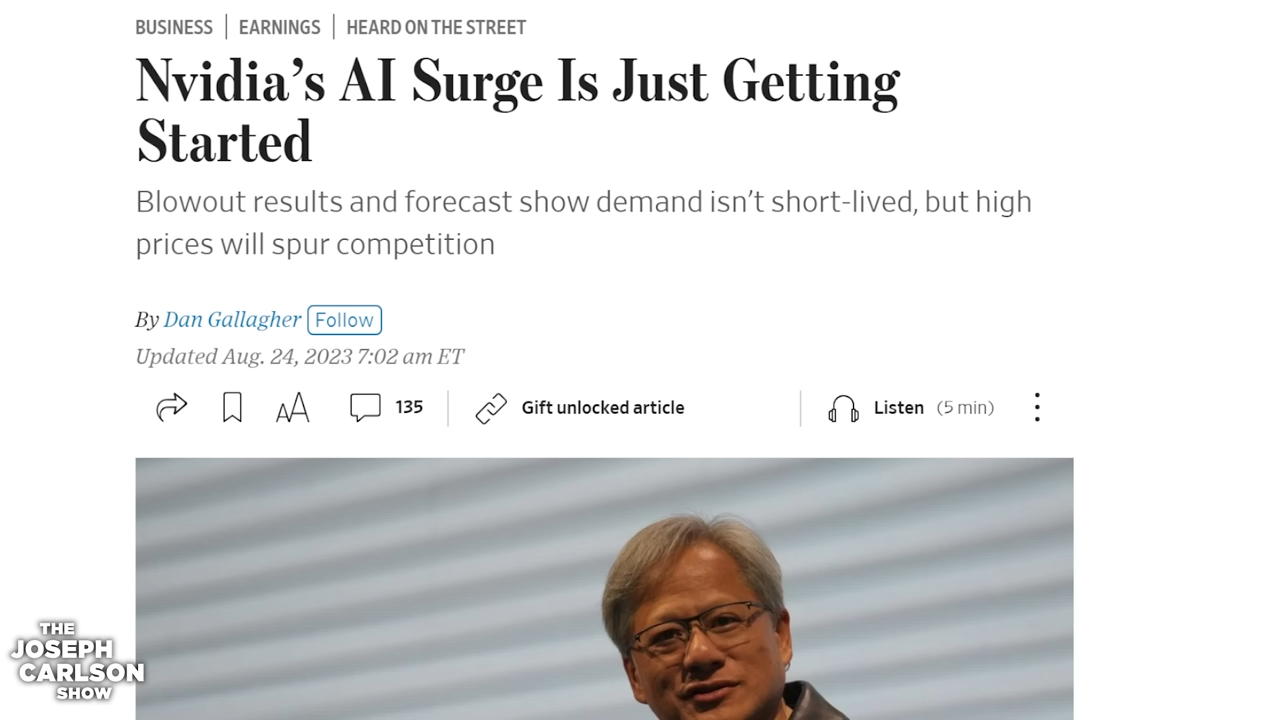 BUSINESS | EARNINGS | HEARD ON THE STREET
Nvidia’s AI Surge Is Just Getting
Started
Blowout results and forecast show demand isn’t short-lived, but high
prices will spur competition
By Dan Gallagher Follow
Updated Aug. 24, 2023 7:02 am ET
AA 135 Gift unlocked article Listen (5 min)
THE
JOSEPH
CARLSON
SHOW